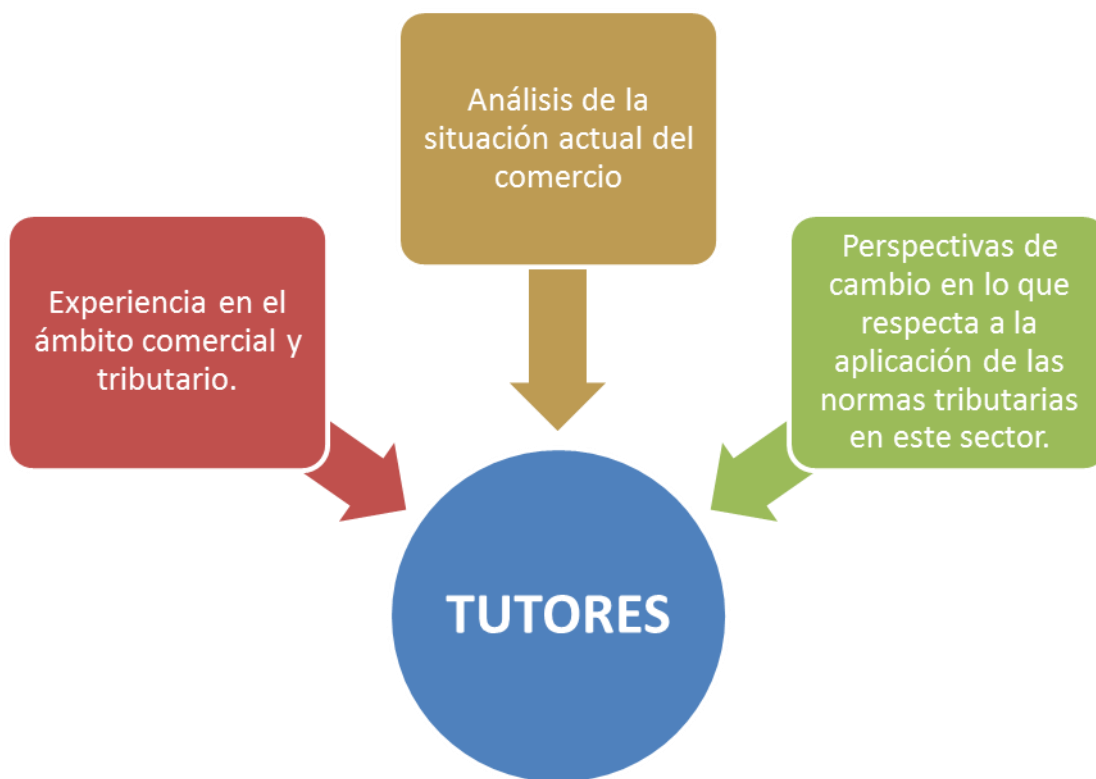 Análisis de la
situación actual del
comercio
Experiencia en el
ámbito comercial y
tributario.
Perspectivas de
cambio en lo que
respecta a la
aplicación de las
normas tributarias
en este sector.
TUTORES